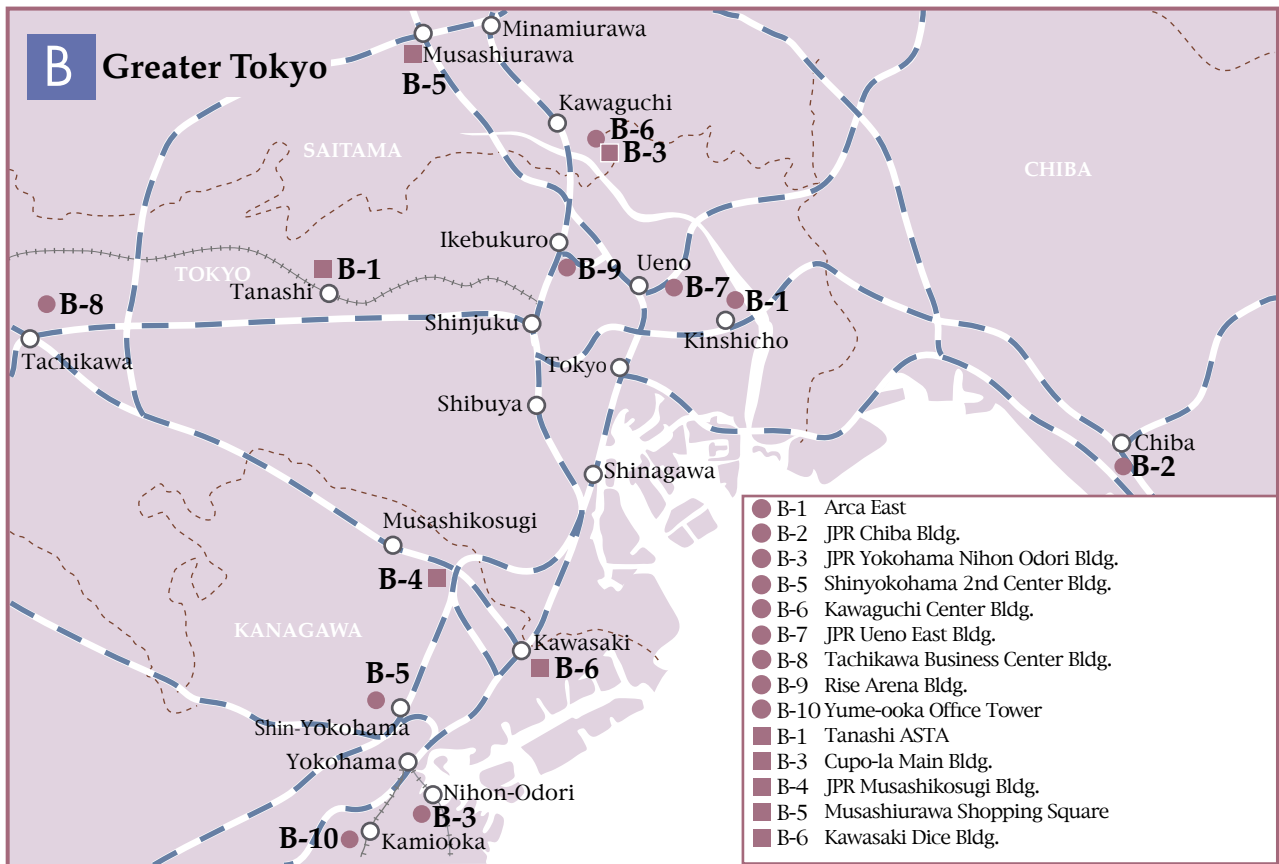 B Greater Tokyo
Minamiurawa
Musashiurawa
B-5
Kawaguchi
B-6
B-3
SAITAMA
CHIBA
Ikebukuro
B-9
Ueno
B-7
B-1
Kinshicho
TOKYO
B-1
Tanashi
B-8
Tachikawa
Shinjuku
Tokyo
Shibuya
Shinagawa
Chiba
B-2
Musashikosugi
B-4
KANAGAWA
Kawasaki
B-6
B-5
Shin-Yokohama
Yokohama
Nihon-Odori
B-3
B-10
Kamiooka
B-1 Arca East
B-2 JPR Chiba Bldg.
B-3 JPR Yokohama Nihon Odori Bldg.
B-5 Shinyokohama 2nd Center Bldg.
B-6 Kawaguchi Center Bldg.
B-7 JPR Ueno East Bldg.
B-8 Tachikawa Business Center Bldg.
B-9 Rise Arena Bldg.
B-10 Yume-ooka Office Tower
B-1 Tanashi ASTA
B-3 Cupo-la Main Bldg.
B-4 JPR Musashikosugi Bldg.
B-5 Musashiurawa Shopping Square
B-6 Kawasaki Dice Bldg.